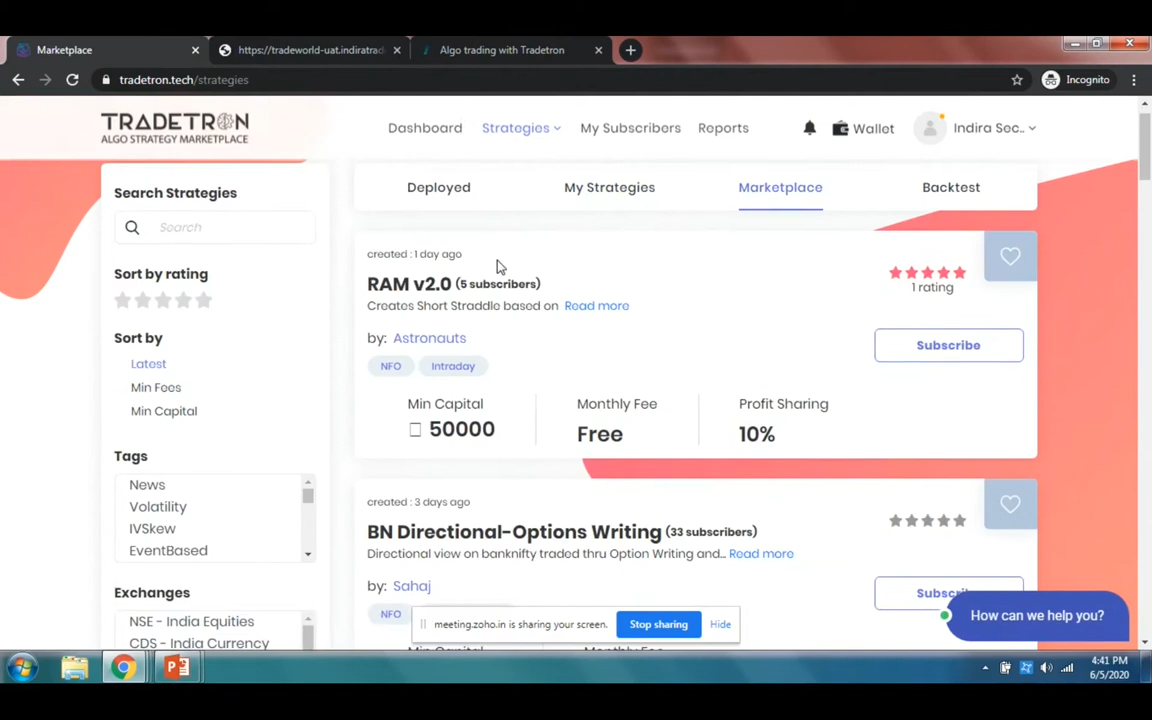 Marketplace
https://tradeworld-uat.indiratrad
Algo trading with Tradetron
tradetron.tech/strategies
Incognito
TRADETRON
ALGO STRATEGY MARKETPLACE
Dashboard
Strategies
My Subscribers
Reports
Wallet
Indira Sec..
Search Strategies
Search
Sort by rating
Sort by
Latest
Min Fees
Min Capital
Tags
News
Volatility
IVSkew
EventBased
Exchanges
NSE - India Equities
CDS - India Currency
Deployed
My Strategies
Marketplace
Backtest
created : 1 day ago
RAM v2.0 (5 subscribers)
Creates Short Straddle based on Read more
by: Astronauts
NFO
Intraday
1 rating
Subscribe
Min Capital
50000
Monthly Fee
Free
Profit Sharing
10%
created : 3 days ago
BN Directional-Options Writing (33 subscribers)
Directional view on banknifty traded thru Option Writing and... Read more
by: Sahaj
NFO
meeting.zoho.in is sharing your screen.
Stop sharing
Hide
How can we help you?
4:41 PM
6/5/2020